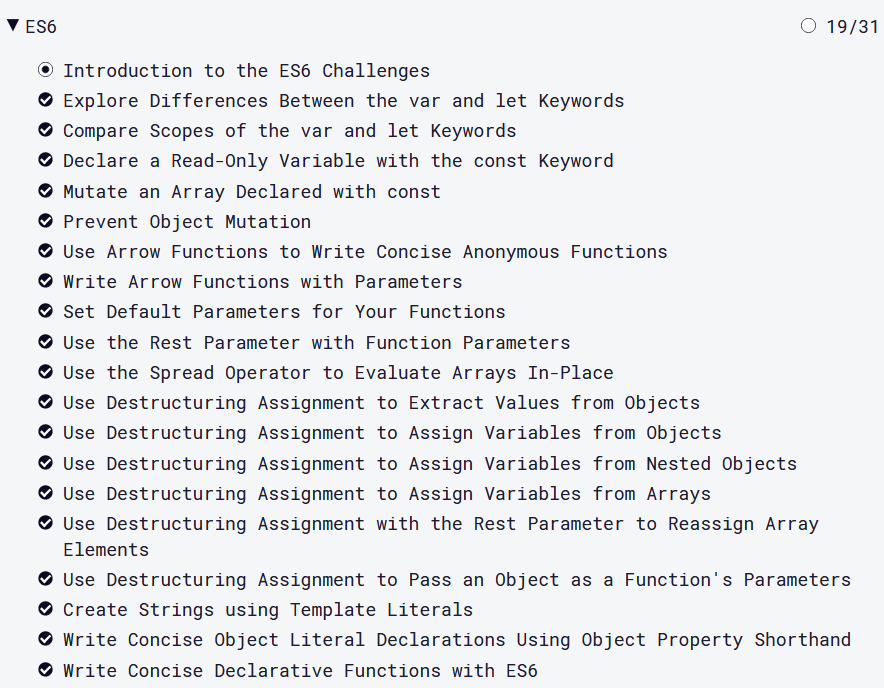 ES6
19/31
Introduction to the ES6 Challenges
Explore Differences Between the var and let Keywords
Compare Scopes of the var and let Keywords
Declare a Read-Only Variable with the const Keyword
Mutate an Array Declared with const
Prevent Object Mutation
Use Arrow Functions to Write Concise Anonymous Functions
Write Arrow Functions with Parameters
Set Default Parameters for Your Functions
Use the Rest Parameter with Function Parameters
Use the Spread Operator to Evaluate Arrays In-Place
Use Destructuring Assignment to Extract Values from Objects
Use Destructuring Assignment to Assign Variables from Objects
Use Destructuring Assignment to Assign Variables from Nested Objects
Use Destructuring Assignment to Assign Variables from Arrays
Use Destructuring Assignment with the Rest Parameter to Reassign Array
Elements
Use Destructuring Assignment to Pass an Object as a Function's Parameters
Create Strings using Template Literals
Write Concise Object Literal Declarations Using Object Property Shorthand
Write Concise Declarative Functions with ES6